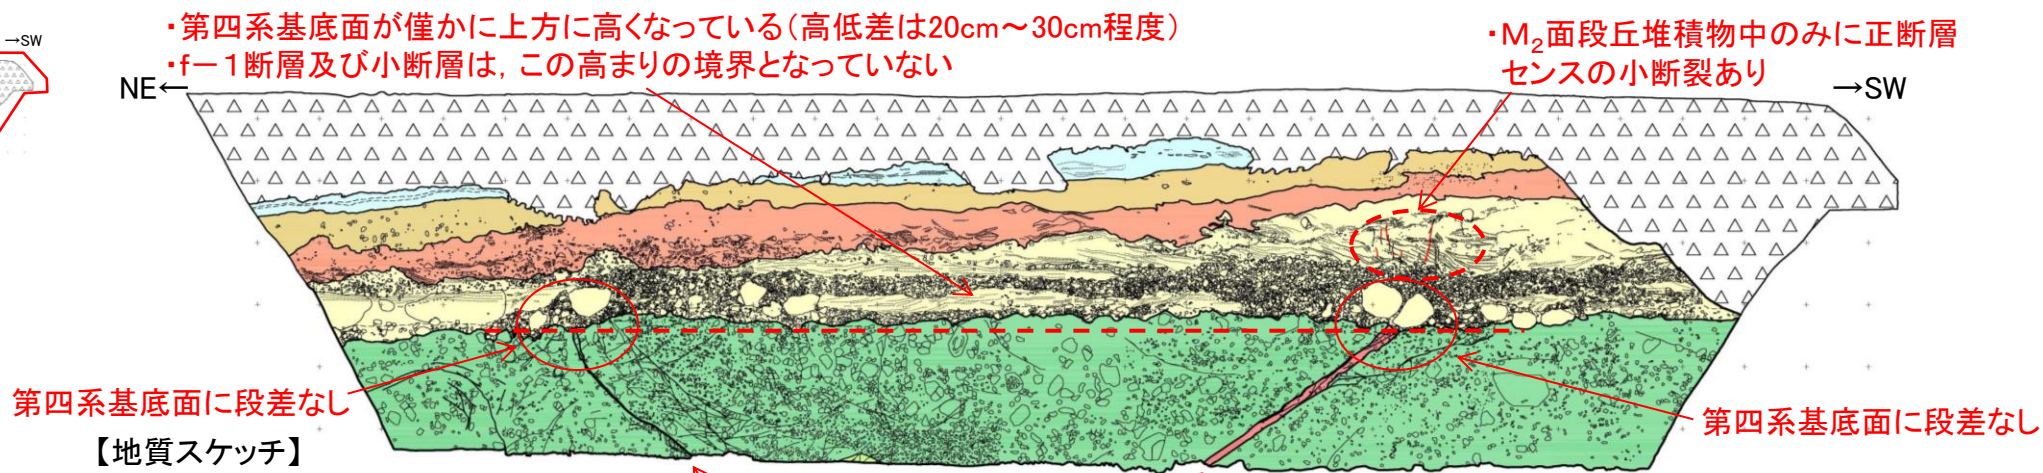 →SW
・第四系基底面が僅かに上方に高くなっている(高低差は20cm～30cm程度)
・f－1断層及び小断層は，この高まりの境界となっていない
・M₂面段丘堆積物中のみに正断層
センスの小断裂あり
NE←
→SW
第四系基底面に段差なし
第四系基底面に段差なし
【地質スケッチ】